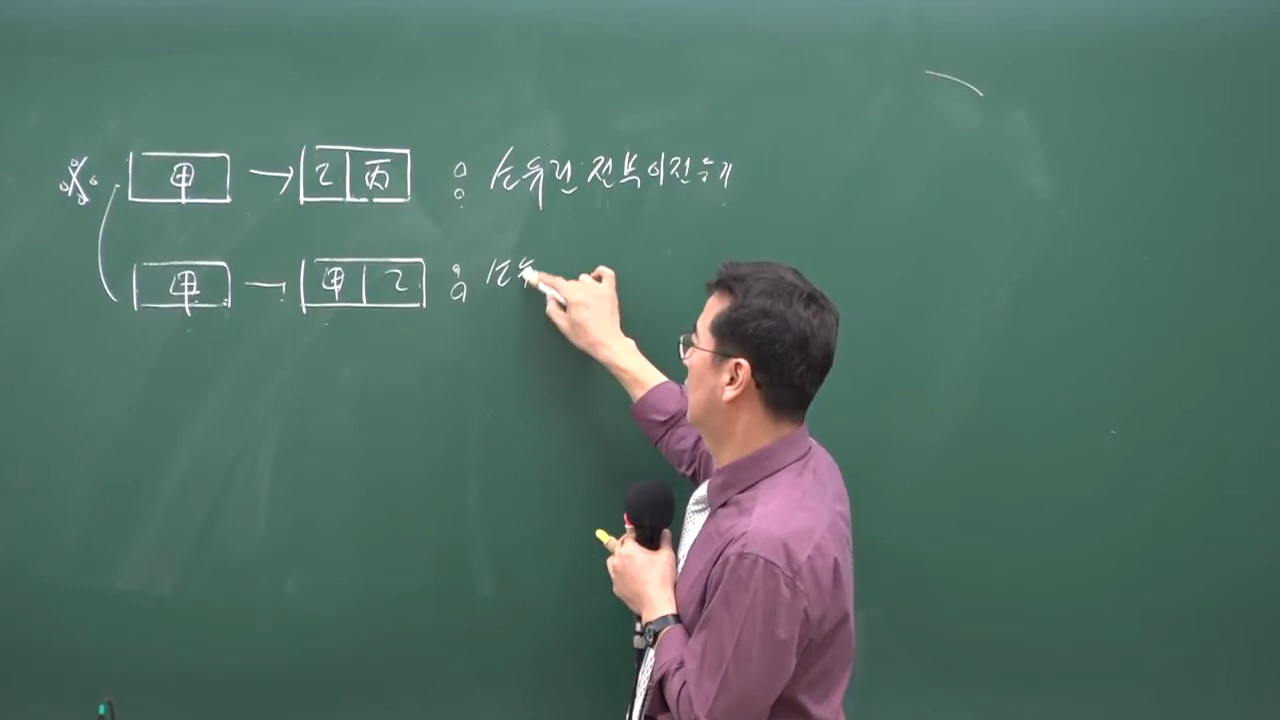 ※ 甲 → 乙 丙 : 소유권 전부이전등기
甲 → 甲 乙 : 소유